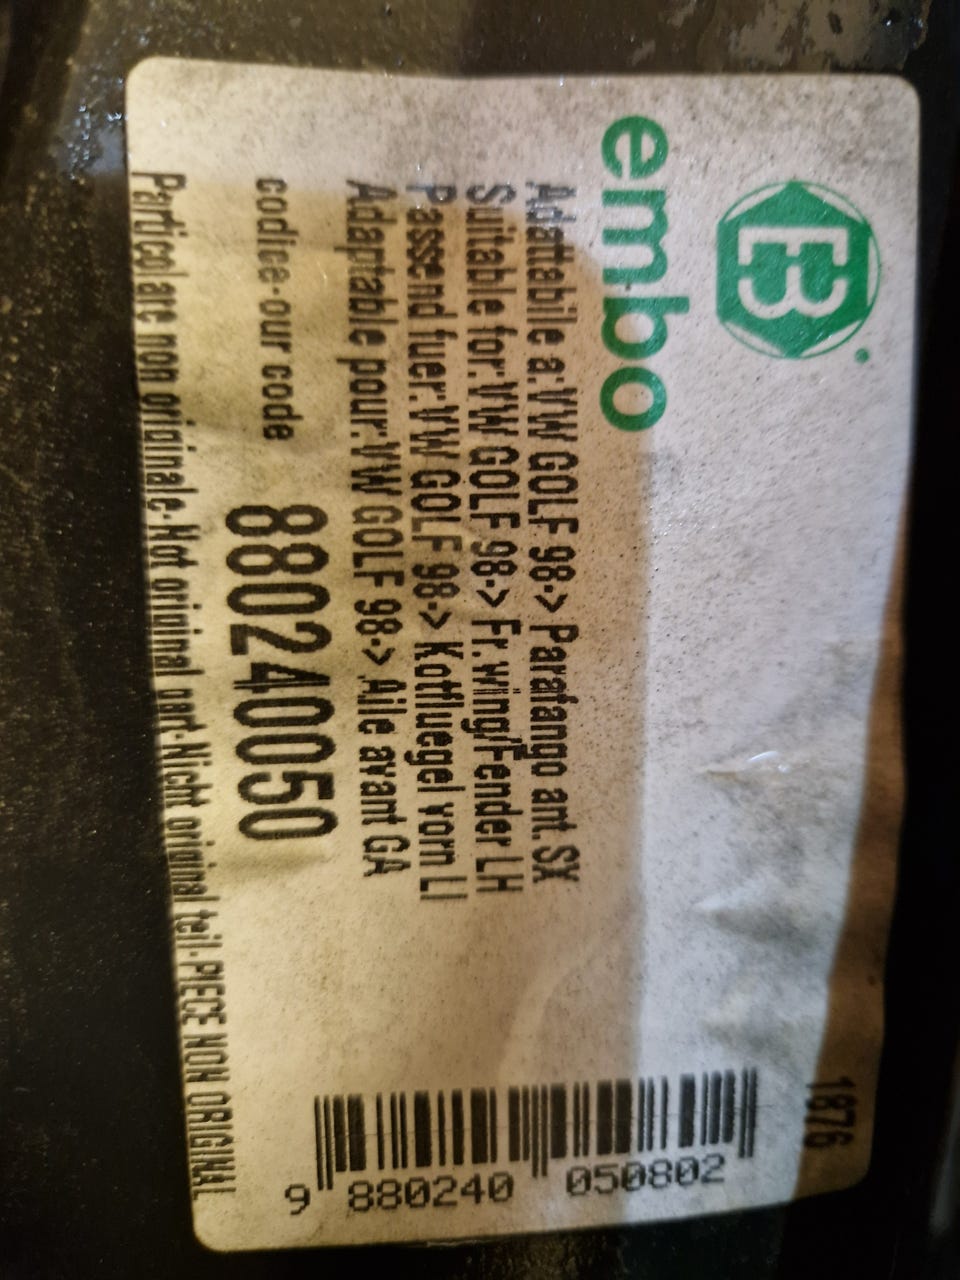 B
embo
1876
Adattabile a:VW GOLF 98-> Parafango ant. SX
Suitable for:VW GOLF 98-> Fr. wing/Fender LH
Passend fuer:VW GOLF 98-> Kotfluegel vorn LI
Adaptable pour:VW GOLF 98-> Aile avant GA
codice-our code 880240050
Particolare non originale-Not original part-Nicht original teil-PIECE NON ORIGINAL
9 880240 050802